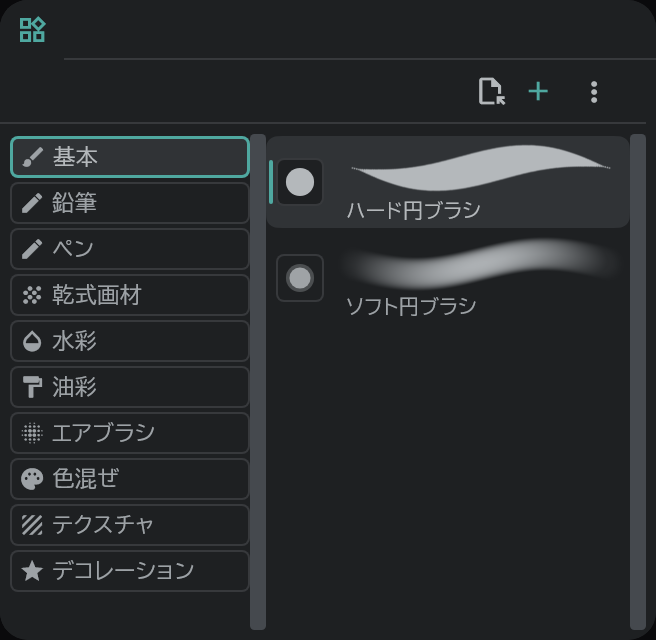 基本
鉛筆
ペン
乾式画材
水彩
油彩
エアブラシ
色混ぜ
テクスチャ
デコレーション
ハード円ブラシ
ソフト円ブラシ